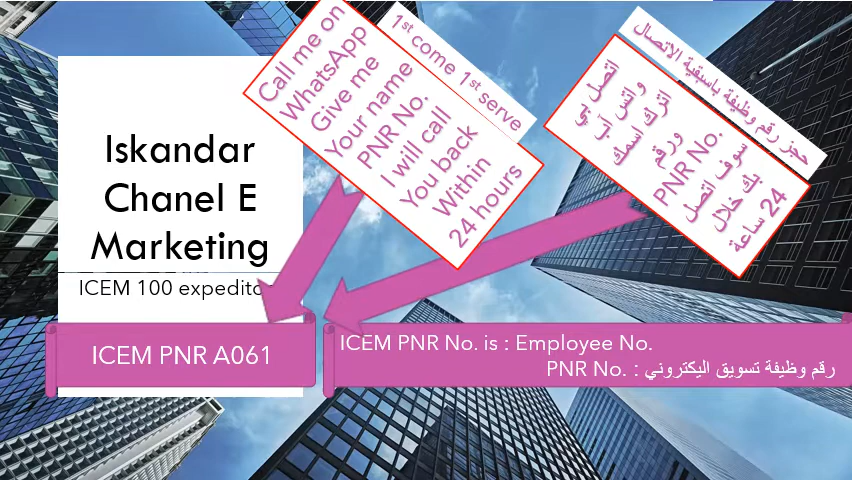 Iskandar
Chanel E
Marketing
ICEM 100 expeditor
ICEM PNR A061
Call me on
WhatsApp
Give me
Your name
PNR No.
I will call
You back
Within
24 hours
1st come 1st serve
حجز رقم وظيفة باسبقية الاتصال
اتصل بي
و اتس آب
اترك اسمك
ورقم
PNR No.
سوف اتصل
بك خلال
24 ساعة
ICEM PNR No. is : Employee No.
رقم وظيفة تسويق اليكتروني : PNR No.